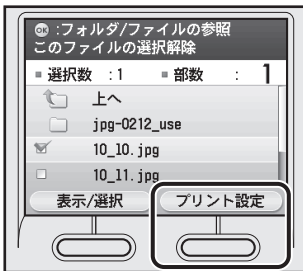 OK :フォルダ/ファイルの参照
このファイルの選択解除
選択数 :1 部数 : 1
上へ
jpg-0212_use
10_10.jpg
10_11.jpg
表示/選択 プリント設定